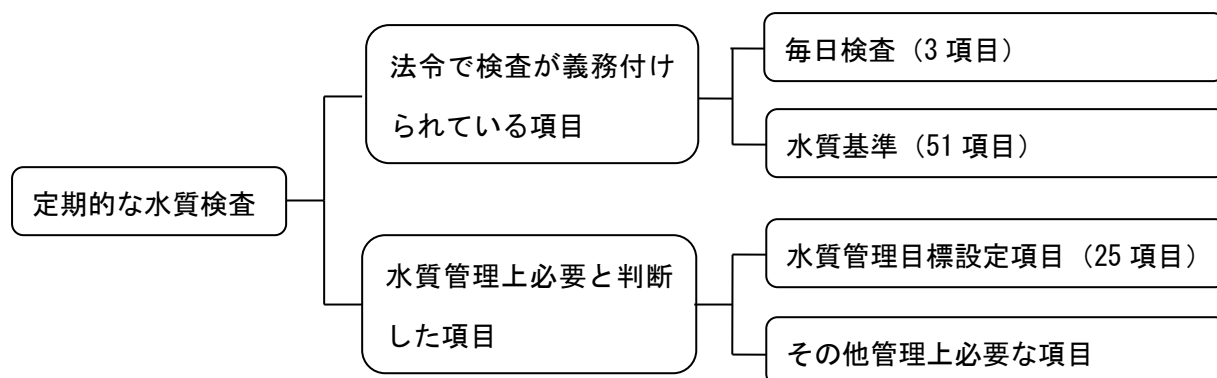 定期的な水質検査
法令で検査が義務付け
られている項目
毎日検査（3 項目）
水質基準（51 項目）
水質管理上必要と判断
した項目
水質管理目標設定項目（25 項目）
その他管理上必要な項目